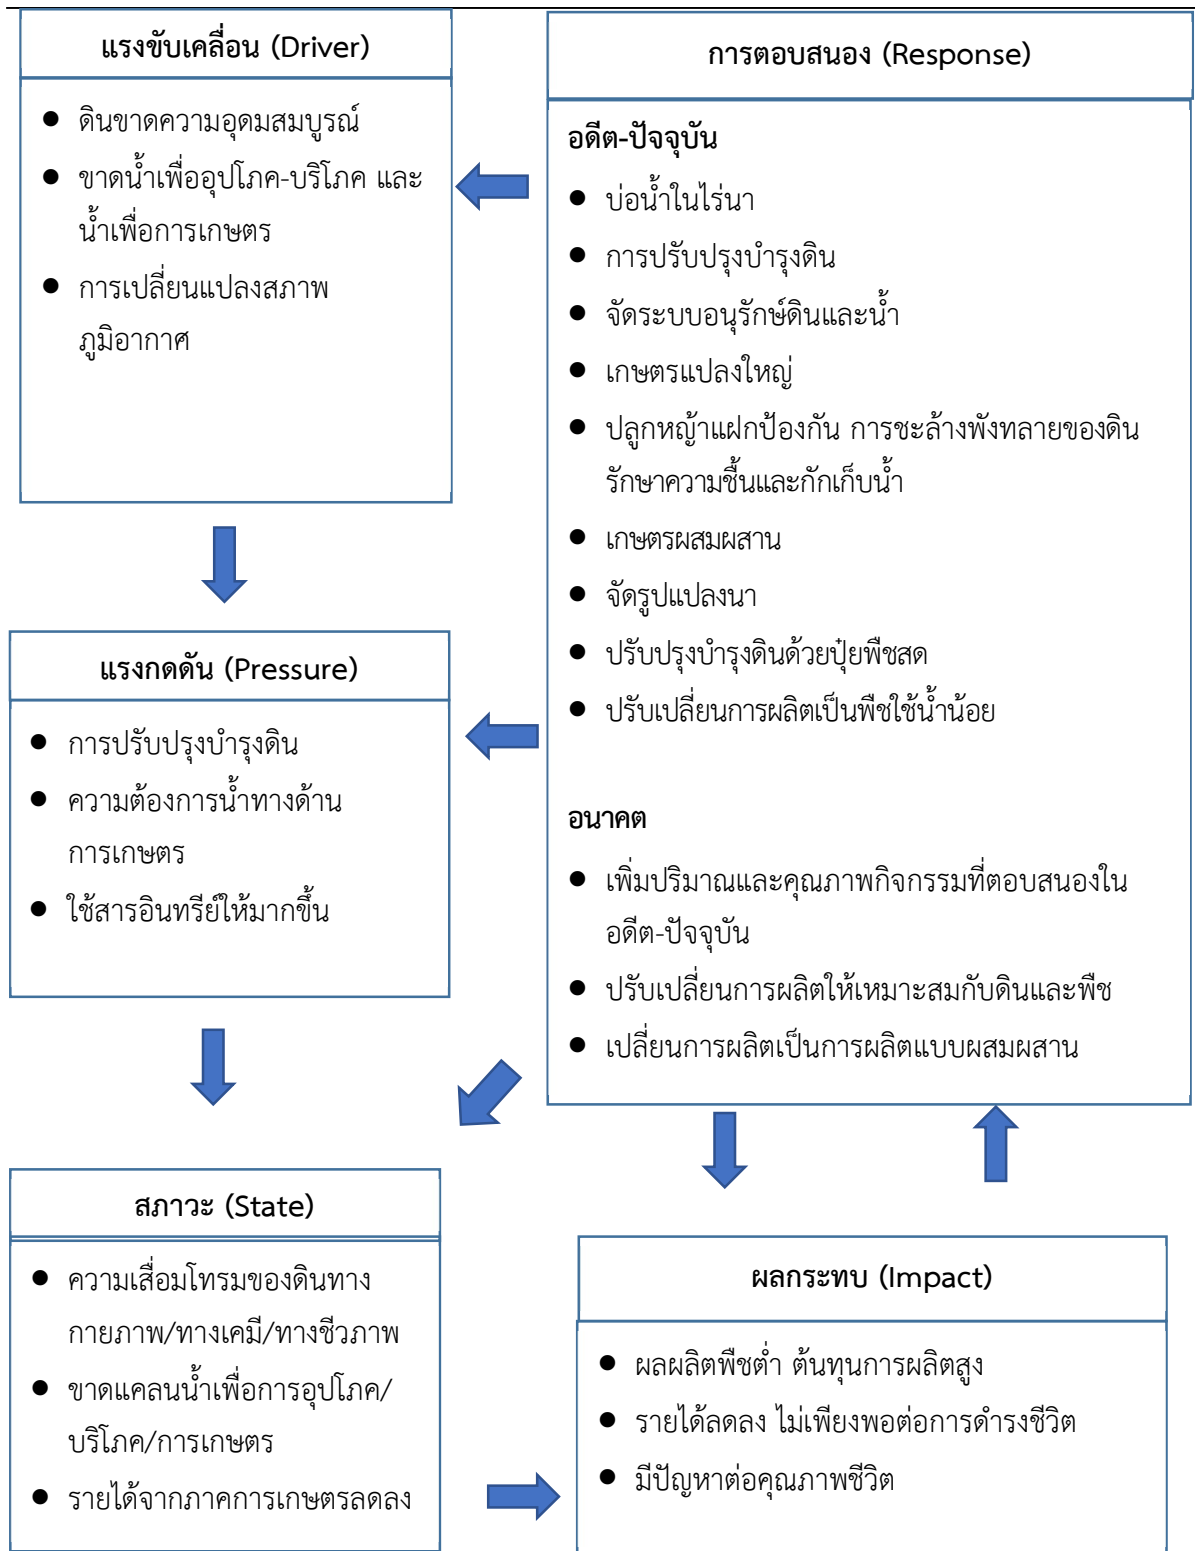 แรงขับเคลื่อน (Driver)
● ดินขาดความอุดมสมบูรณ์
● ขาดน้ำเพื่ออุปโภค-บริโภค และ
น้ำเพื่อการเกษตร
● การเปลี่ยนแปลงสภาพ
ภูมิอากาศ
แรงกดดัน (Pressure)
● การปรับปรุงบำรุงดิน
● ความต้องการน้ำทางด้าน
การเกษตร
● ใช้สารอินทรีย์ให้มากขึ้น
สภาวะ (State)
● ความเสื่อมโทรมของดินทาง
กายภาพ/ทางเคมี/ทางชีวภาพ
● ขาดแคลนน้ำเพื่อการอุปโภค/
บริโภค/การเกษตร
● รายได้จากภาคการเกษตรลดลง
การตอบสนอง (Response)
อดีต-ปัจจุบัน
● บ่อน้ำในไร่นา
● การปรับปรุงบำรุงดิน
● จัดระบบอนุรักษ์ดินและน้ำ
● เกษตรแปลงใหญ่
● ปลูกหญ้าแฝกป้องกัน การชะล้างพังทลายของดิน
รักษาความชื้นและกักเก็บน้ำ
● เกษตรผสมผสาน
● จัดรูปแปลงนา
● ปรับปรุงบำรุงดินด้วยปุ๋ยพืชสด
● ปรับเปลี่ยนการผลิตเป็นพืชใช้น้ำน้อย
อนาคต
● เพิ่มปริมาณและคุณภาพกิจกรรมที่ตอบสนองใน
อดีต-ปัจจุบัน
● ปรับเปลี่ยนการผลิตให้เหมาะสมกับดินและพืช
● เปลี่ยนการผลิตเป็นการผลิตแบบผสมผสาน
ผลกระทบ (Impact)
● ผลผลิตพืชต่ำ ต้นทุนการผลิตสูง
● รายได้ลดลง ไม่เพียงพอต่อการดำรงชีวิต
● มีปัญหาต่อคุณภาพชีวิต